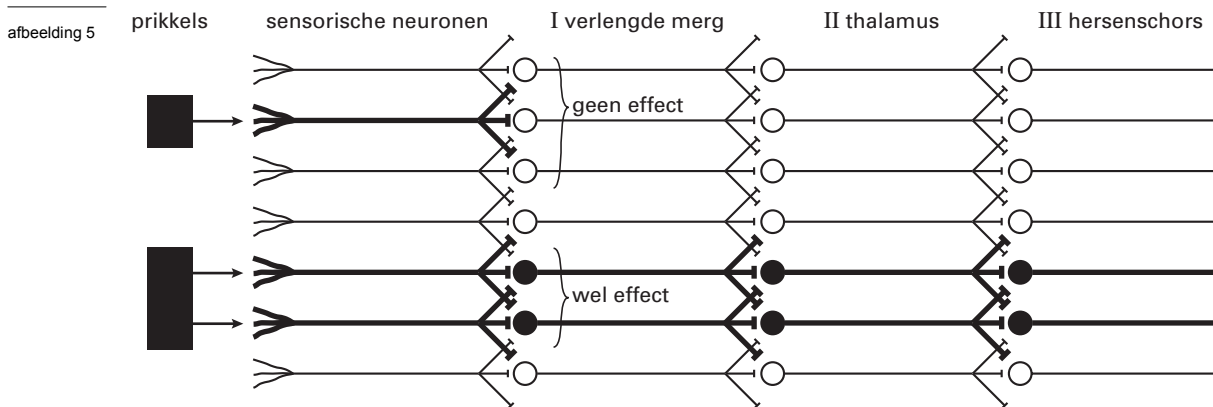 afbeelding 5
prikkels
sensorische neuronen
I verlengde merg
II thalamus
III hersenschors
geen effect
wel effect